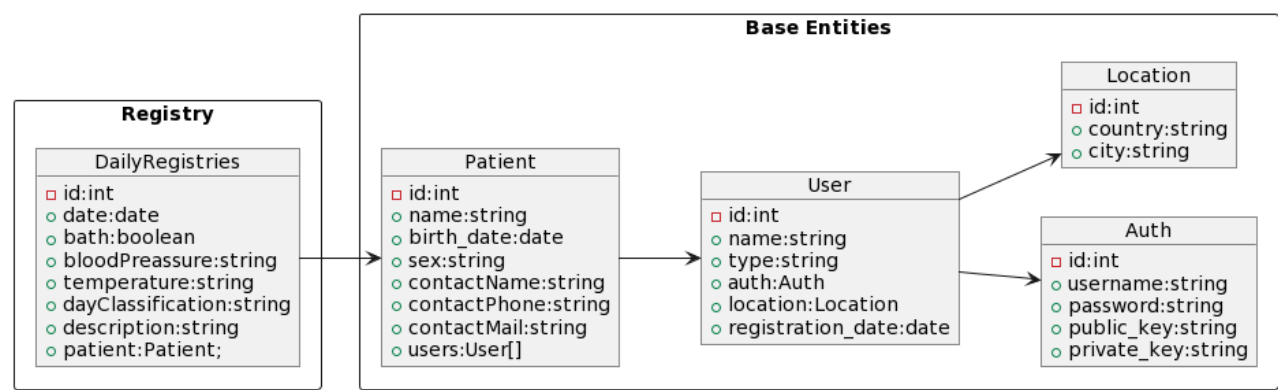 Registry
DailyRegistries
id:int
date:date
bath:boolean
bloodPreassure:string
temperature:string
dayClassification:string
description:string
patient:Patient;
Base Entities
Patient
id:int
name:string
birth_date:date
sex:string
contactName:string
contactPhone:string
contactMail:string
users:User[]
User
id:int
name:string
type:string
auth:Auth
location:Location
registration_date:date
Location
id:int
country:string
city:string
Auth
id:int
username:string
password:string
public_key:string
private_key:string